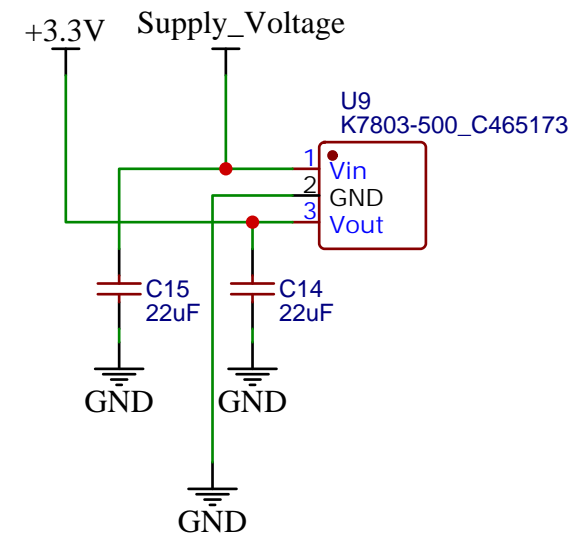 +3.3V
Supply_Voltage
U9
K7803-500_C465173
1
Vin
2
GND
3
Vout
C15
22uF
C14
22uF
GND
GND
GND